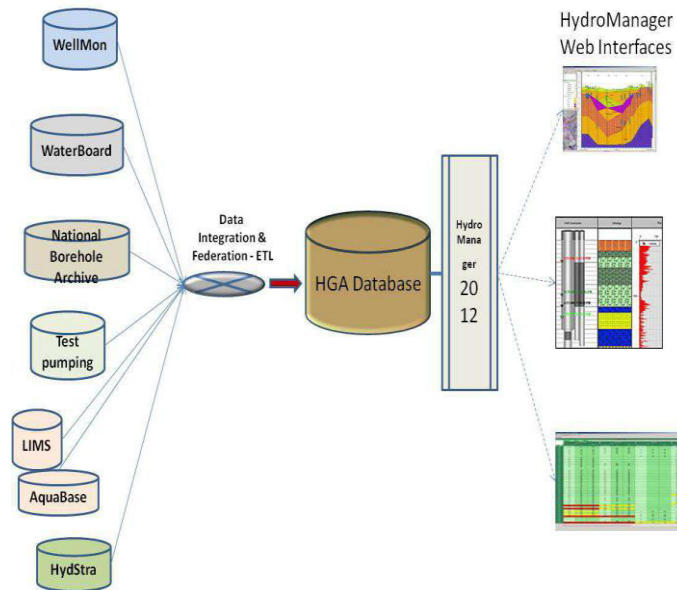 HydroManager
Web Interfaces
WellMon
WaterBoard
National
Borehole
Archive
Test
pumping
LIMS
AquaBase
HydStra
Data
Integration &
Federation - ETL
HGA Database
Hydro
Mana
ger
20
12